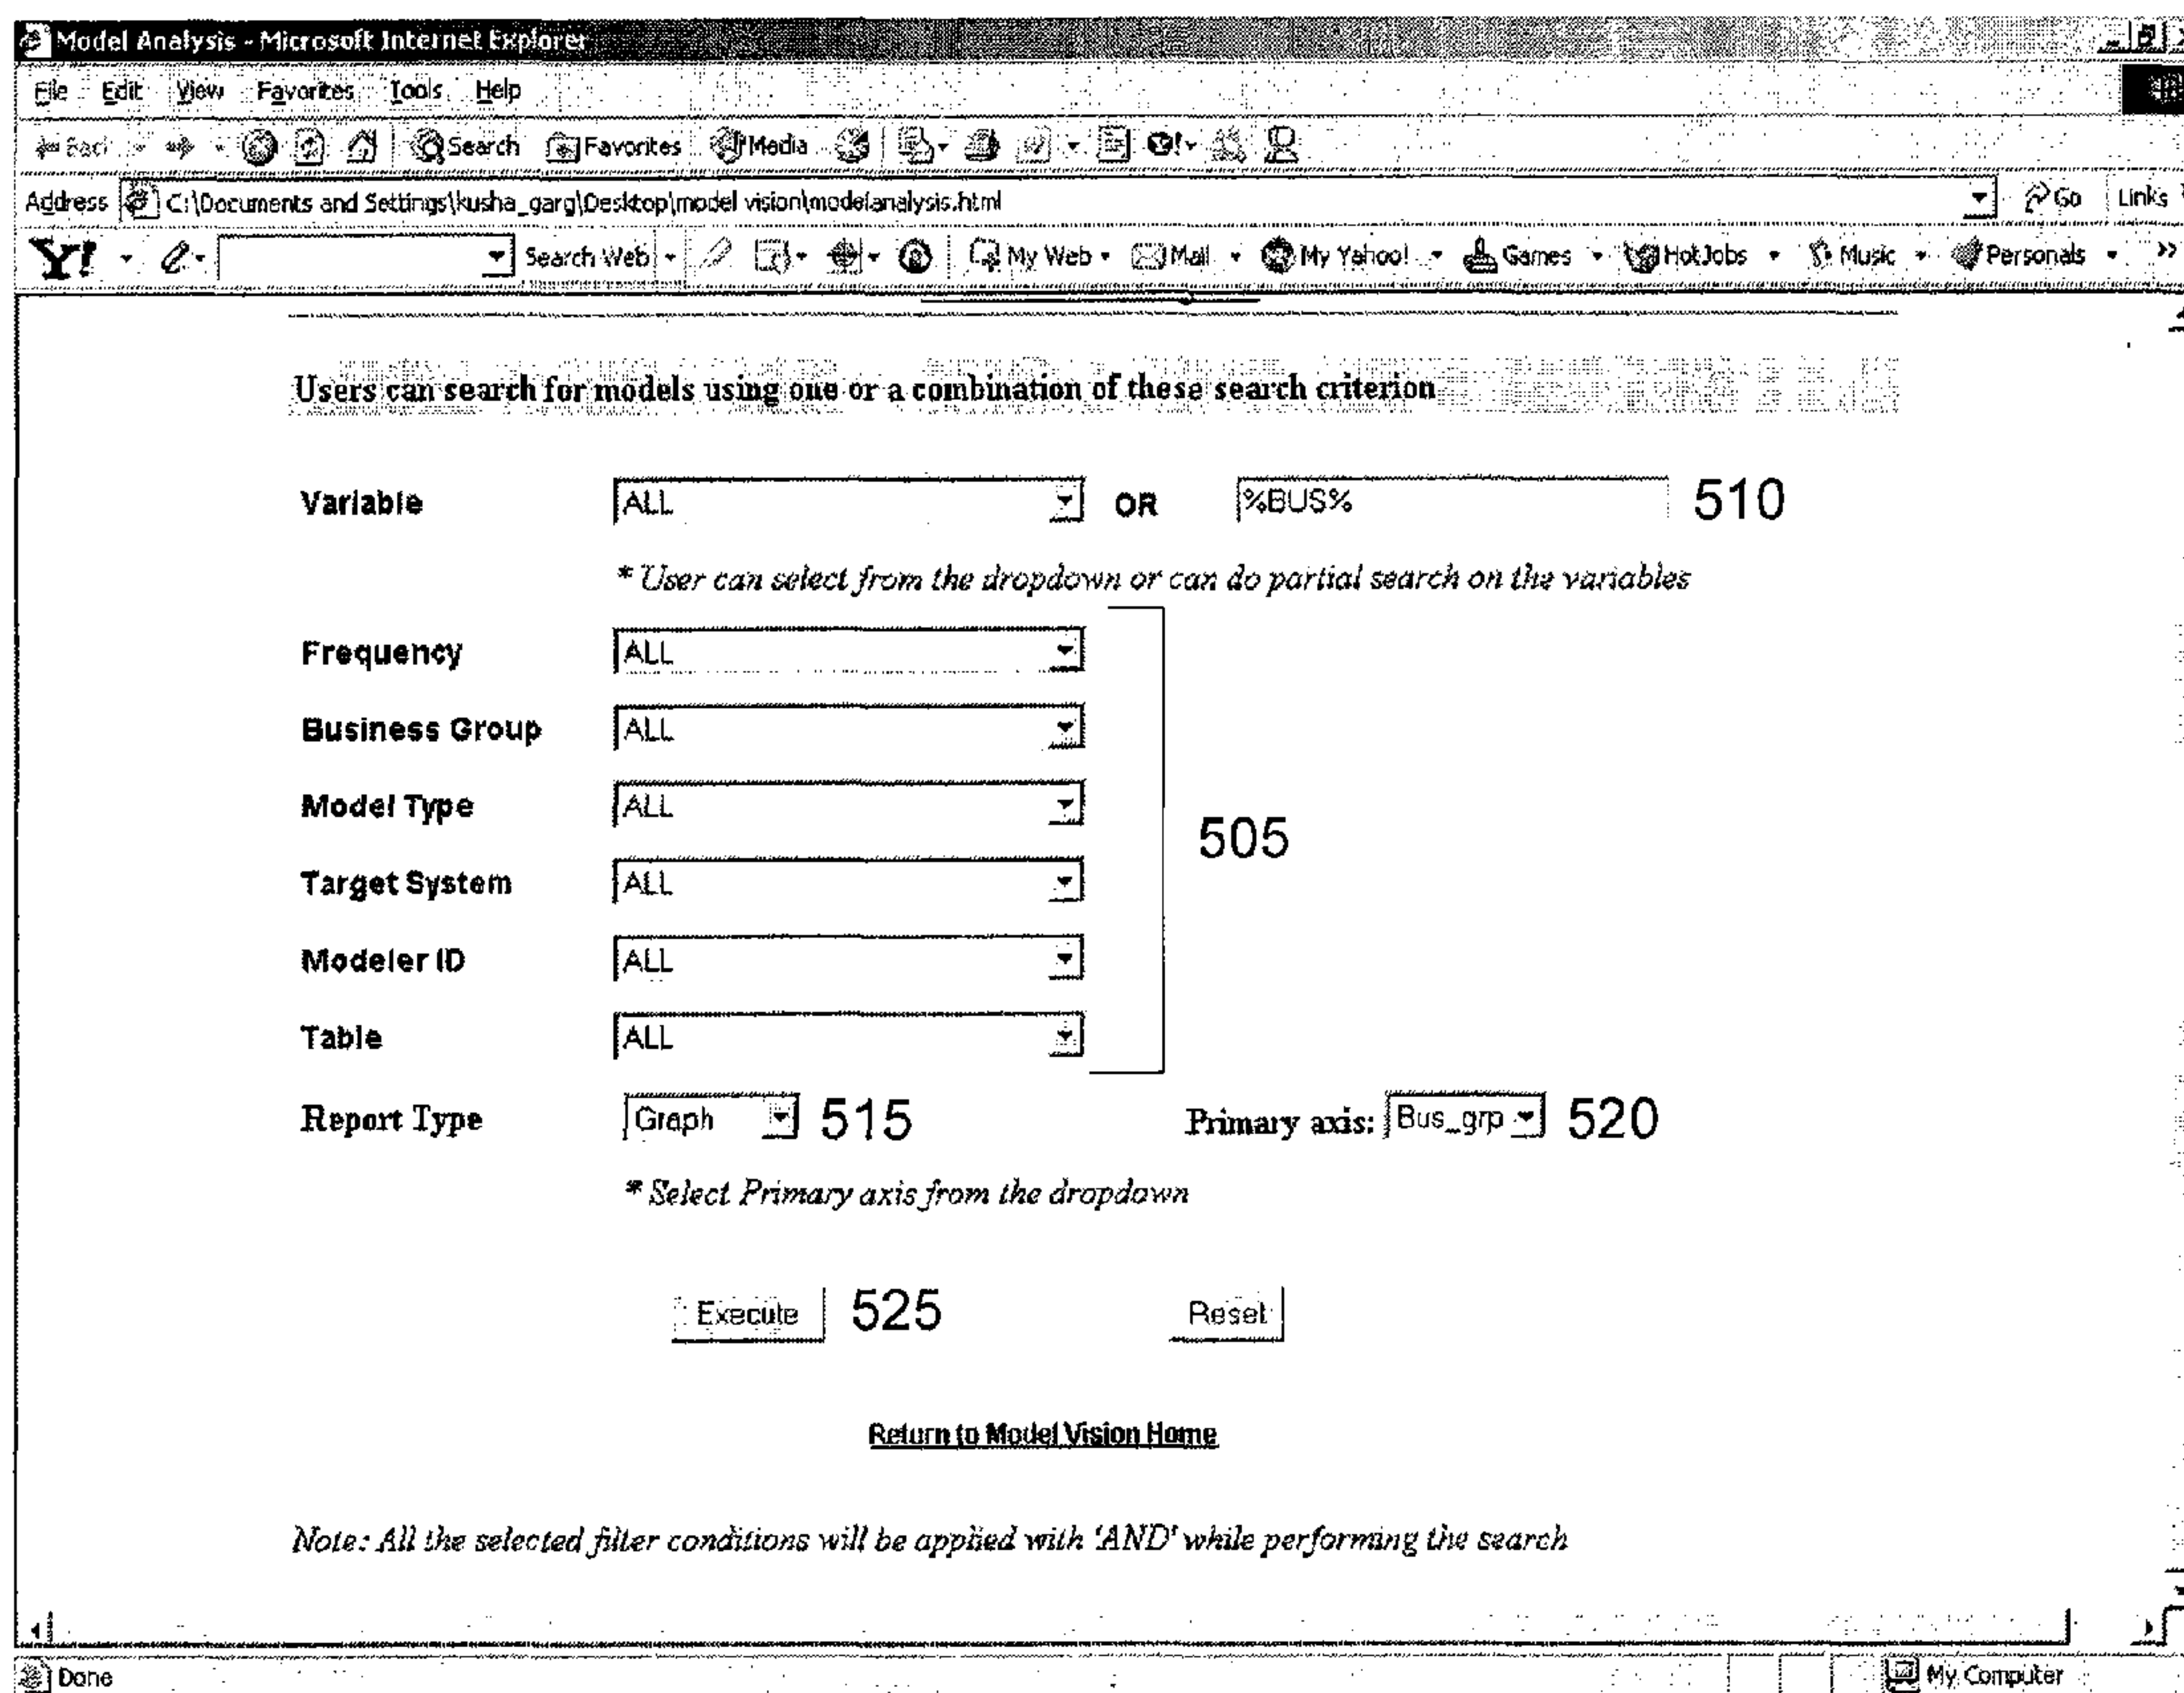 Model Analysis - Microsoft Internet Explorer
File Edit View Favorites Tools Help
Back Search Favorites Media
Address C:\Documents and Settings\kusha_garg\Desktop\model vision\modelanalysis.html Go Links
Y! Search Web My Web Mail My Yahoo! Games HotJobs Music Personals »
Users can search for models using one or a combination of these search criterion
Variable ALL OR %BUS% 510
* User can select from the dropdown or can do partial search on the variables
Frequency ALL
Business Group ALL
Model Type ALL
505
Target System ALL
Modeler ID ALL
Table ALL
Report Type Graph 515 Primary axis: Bus_grp 520
* Select Primary axis from the dropdown
Execute 525 Reset
Return to Model Vision Home
Note: All the selected filter conditions will be applied with 'AND' while performing the search
Done My Computer